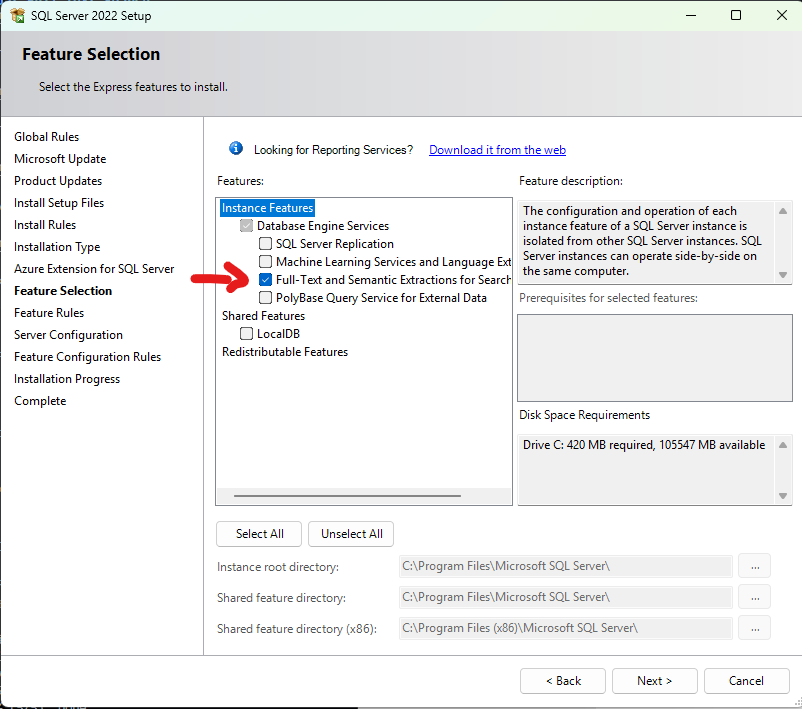 SQL Server 2022 Setup
Feature Selection
Select the Express features to install.
Global Rules
Microsoft Update
Product Updates
Install Setup Files
Install Rules
Installation Type
Azure Extension for SQL Server
Feature Selection
Feature Rules
Server Configuration
Feature Configuration Rules
Installation Progress
Complete
Looking for Reporting Services? Download it from the web
Features:
Instance Features
Database Engine Services
SQL Server Replication
Machine Learning Services and Language Ext
Full-Text and Semantic Extractions for Search
PolyBase Query Service for External Data
Shared Features
LocalDB
Redistributable Features
Feature description:
The configuration and operation of each
instance feature of a SQL Server instance is
isolated from other SQL Server instances. SQL
Server instances can operate side-by-side on
the same computer.
Prerequisites for selected features:
Disk Space Requirements
Drive C: 420 MB required, 105547 MB available
Select All
Unselect All
Instance root directory: C:\Program Files\Microsoft SQL Server\ ...
Shared feature directory: C:\Program Files\Microsoft SQL Server\ ...
Shared feature directory (x86): C:\Program Files (x86)\Microsoft SQL Server\ ...
< Back
Next >
Cancel